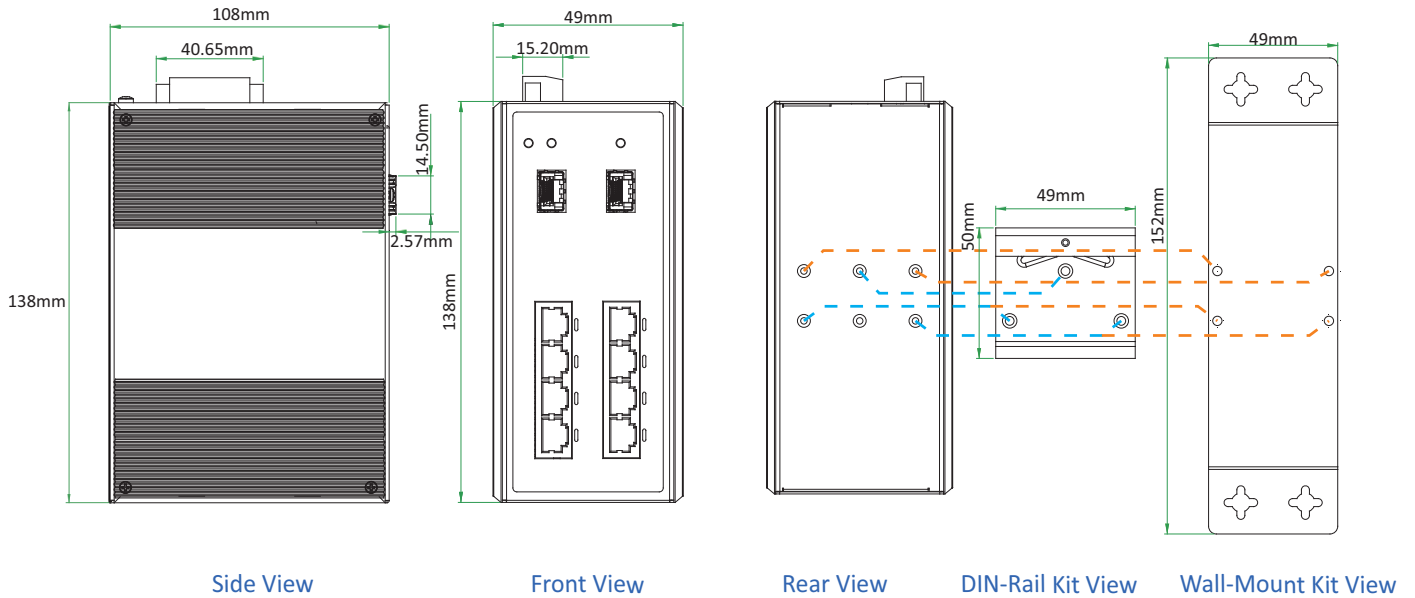 108mm
40.65mm
14.50mm
2.57mm
138mm
49mm
15.20mm
138mm
49mm
50mm
49mm
152mm
Side View
Front View
Rear View
DIN-Rail Kit View
Wall-Mount Kit View